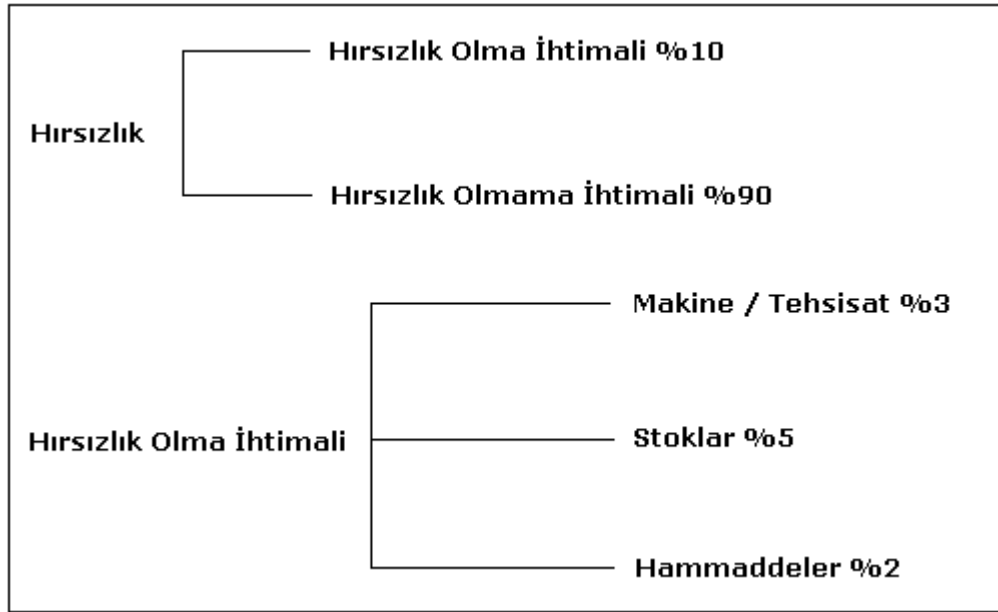 Hırsızlık Olma İhtimali %10
Hırsızlık
Hırsızlık Olmama İhtimali %90
Makine / Tehsisat %3
Hırsızlık Olma İhtimali
Stoklar %5
Hammaddeler %2